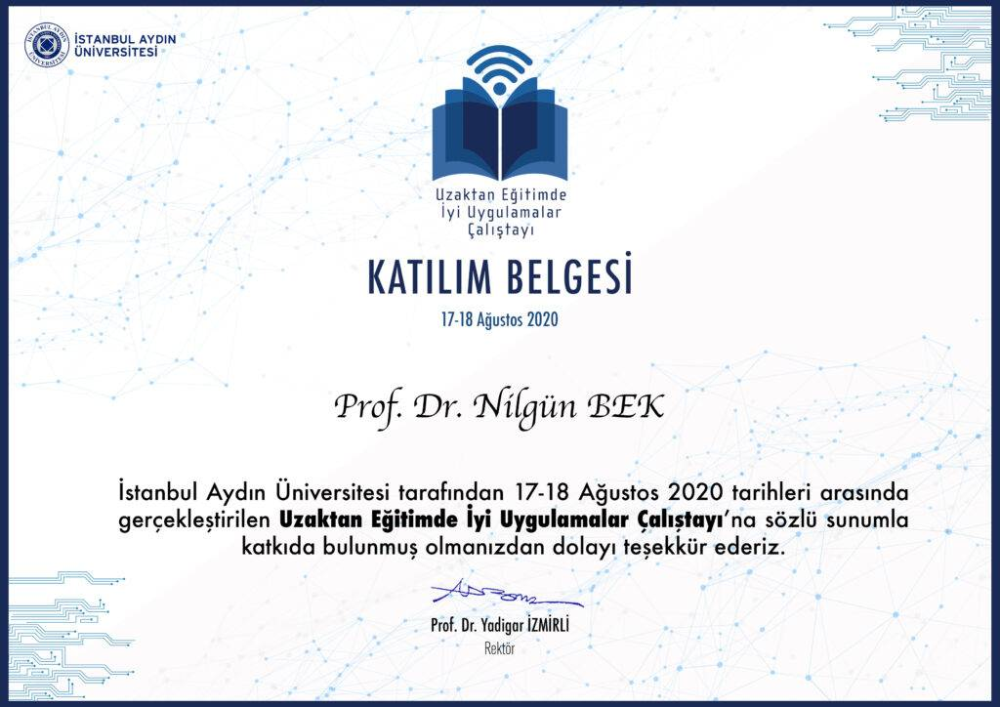 İSTANBUL AYDIN
ÜNİVERSİTESİ
Uzaktan Eğitimde
İyi Uygulamalar
Çalıştayı
KATILIM BELGESİ
17-18 Ağustos 2020
Prof. Dr. Nilgün BEK
İstanbul Aydın Üniversitesi tarafından 17-18 Ağustos 2020 tarihleri arasında
gerçekleştirilen Uzaktan Eğitimde İyi Uygulamalar Çalıştayı’na sözlü sunumla
katkıda bulunmuş olmanızdan dolayı teşekkür ederiz.
Prof. Dr. Yadigar İZMİRLİ
Rektör